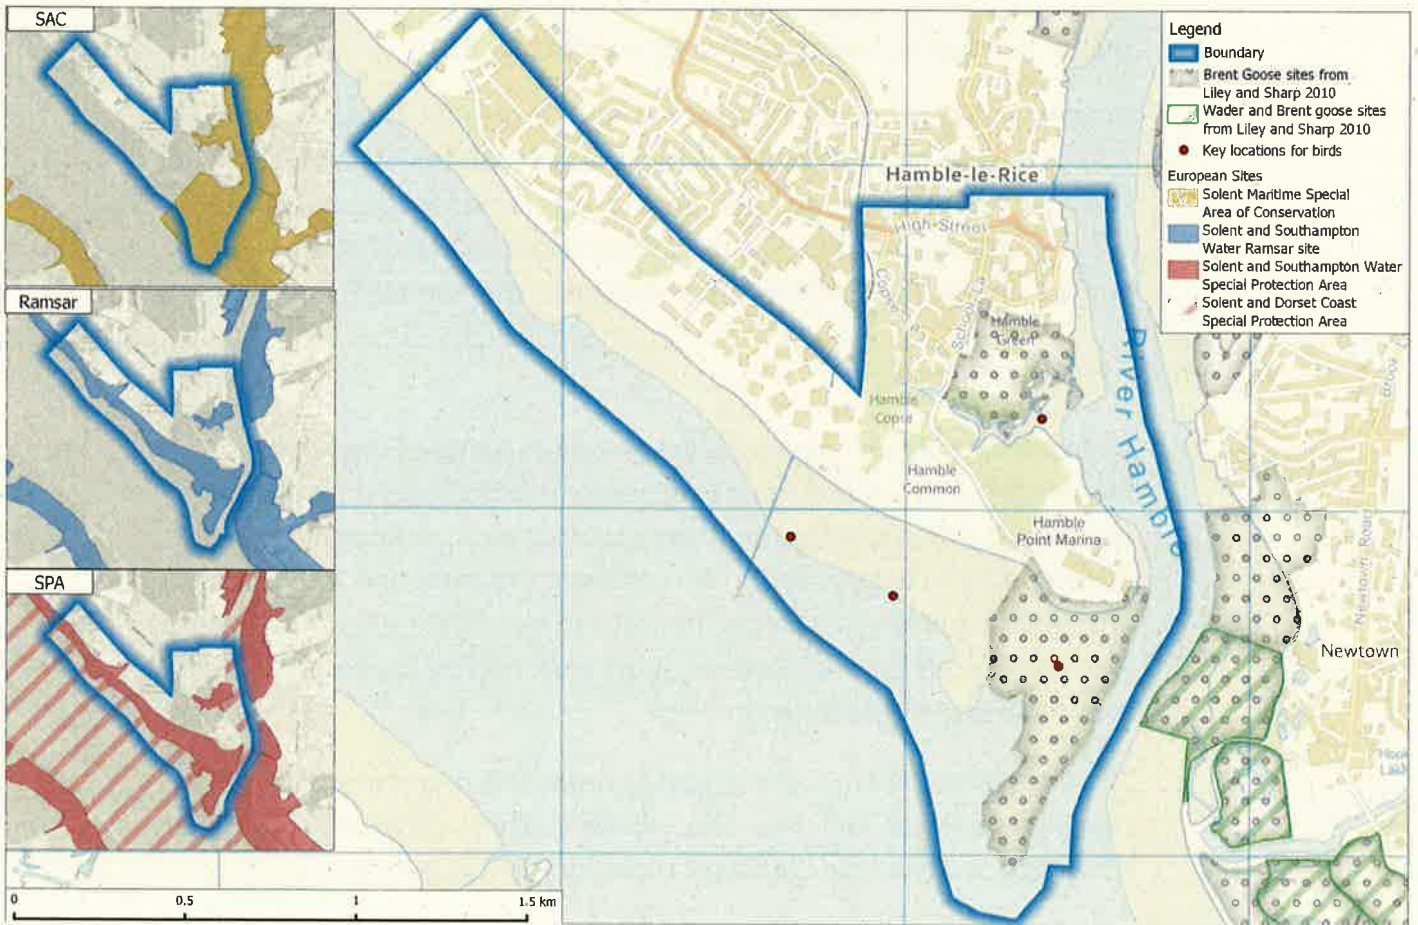 SAC
Ramsar
SPA
0 0.5 1 1.5 km
Hamble-le-Rice
High-Street
Copse
School La
Hamble
Green
Hamble
Copse
Hamble
Common
Hamble
Point Marina
River Hamble
Newtown Road
Newtown
Legend
Boundary
Brent Goose sites from
Liley and Sharp 2010
Wader and Brent goose sites
from Liley and Sharp 2010
Key locations for birds
European Sites
Solent Maritime Special
Area of Conservation
Solent and Southampton
Water Ramsar site
Solent and Southampton Water
Special Protection Area
Solent and Dorset Coast
Special Protection Area